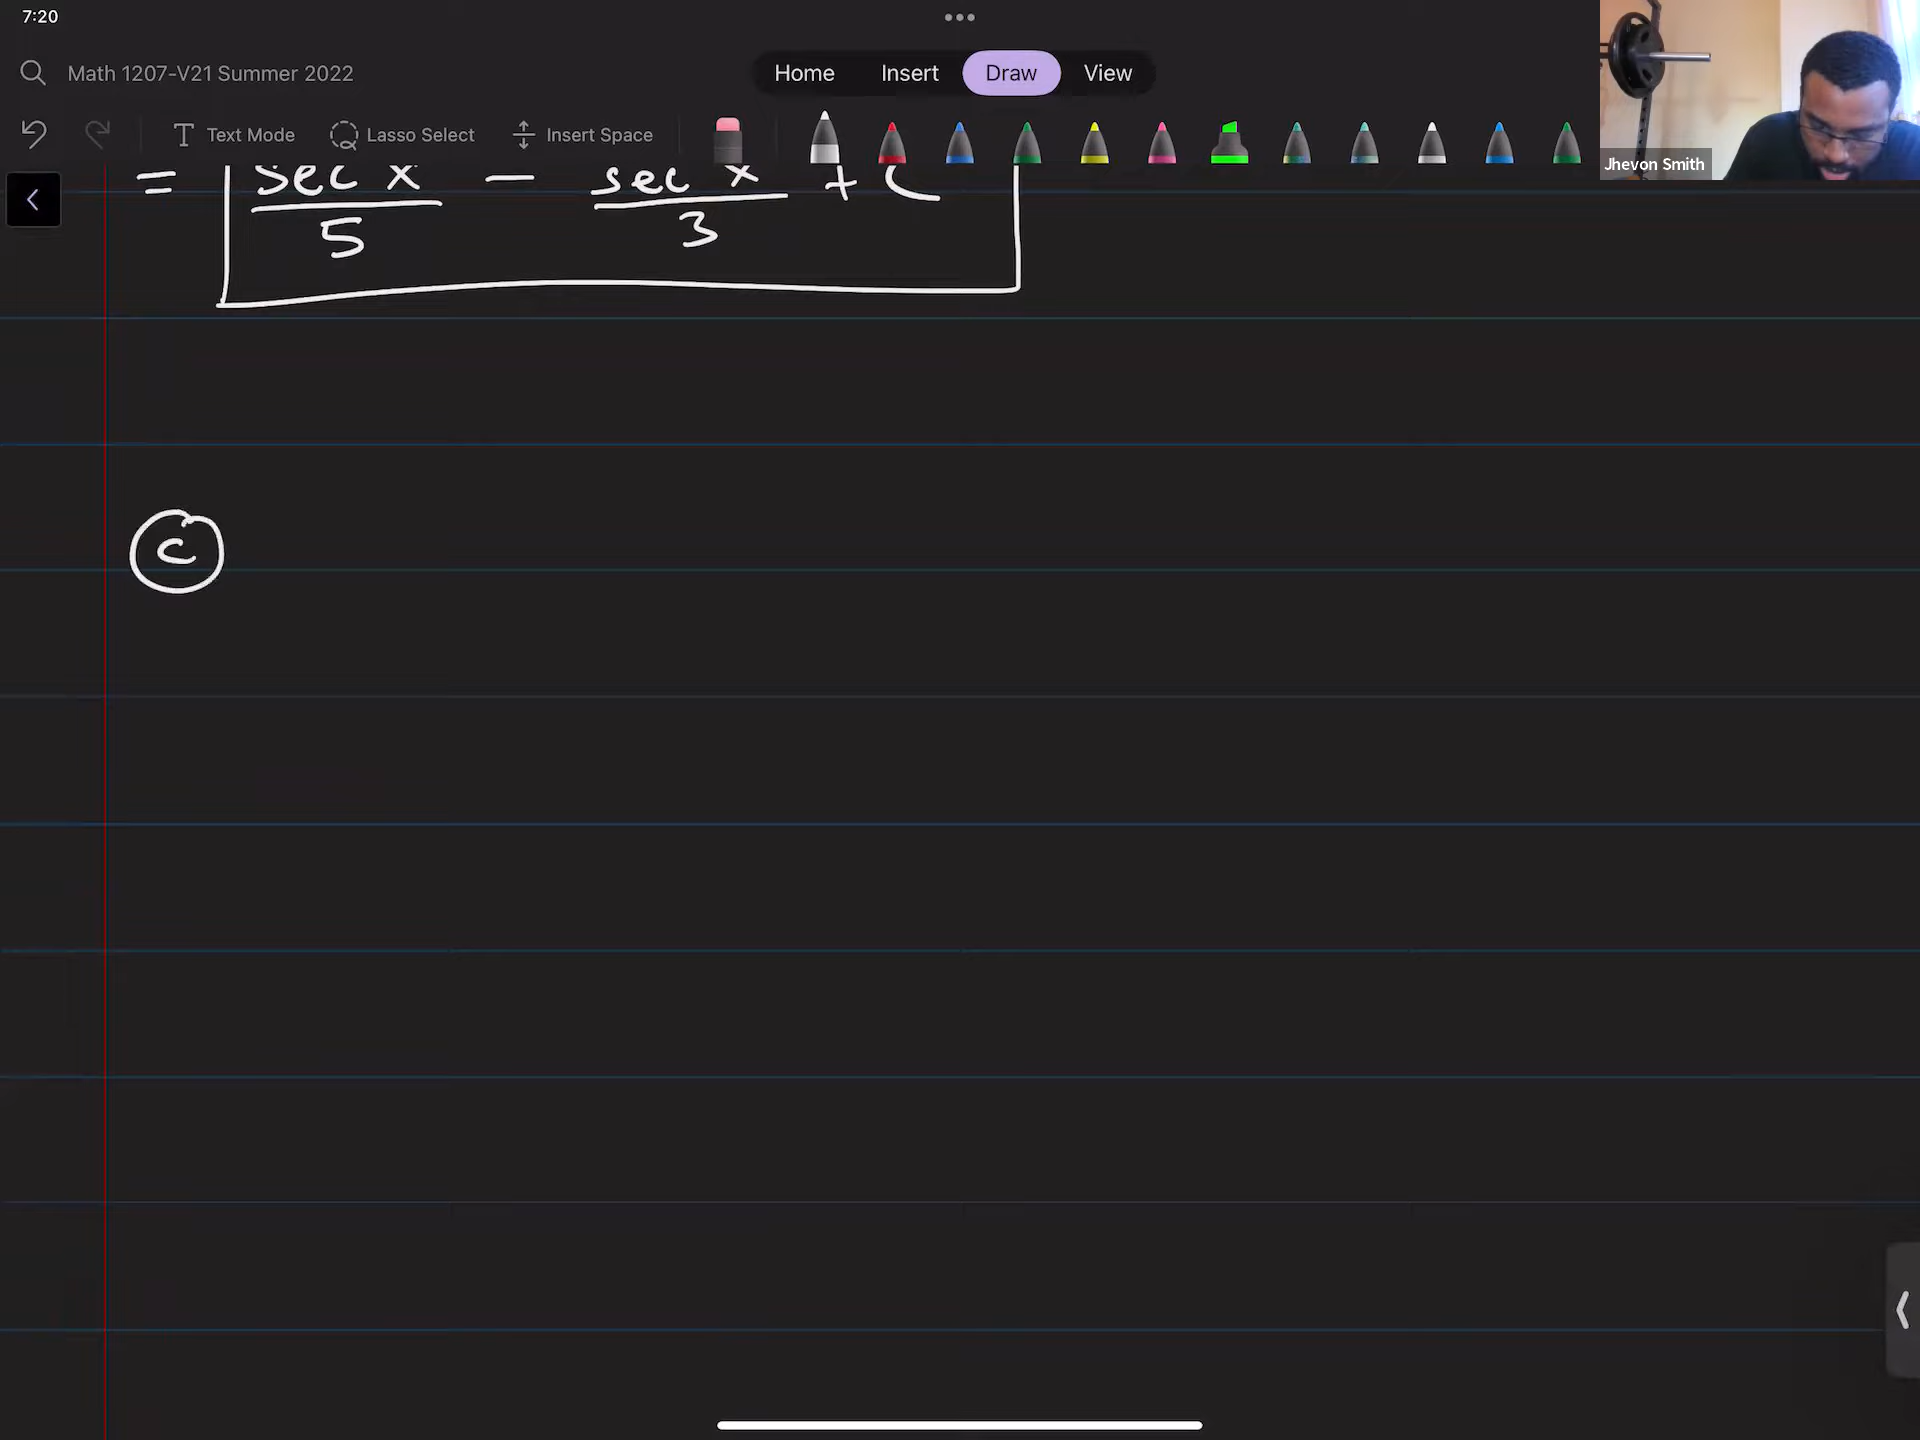 7:20
Math 1207-V21 Summer 2022
Home Insert Draw View
Text Mode Lasso Select Insert Space
Jhevon Smith
= sec x / 5 − sec x / 3 + C
c